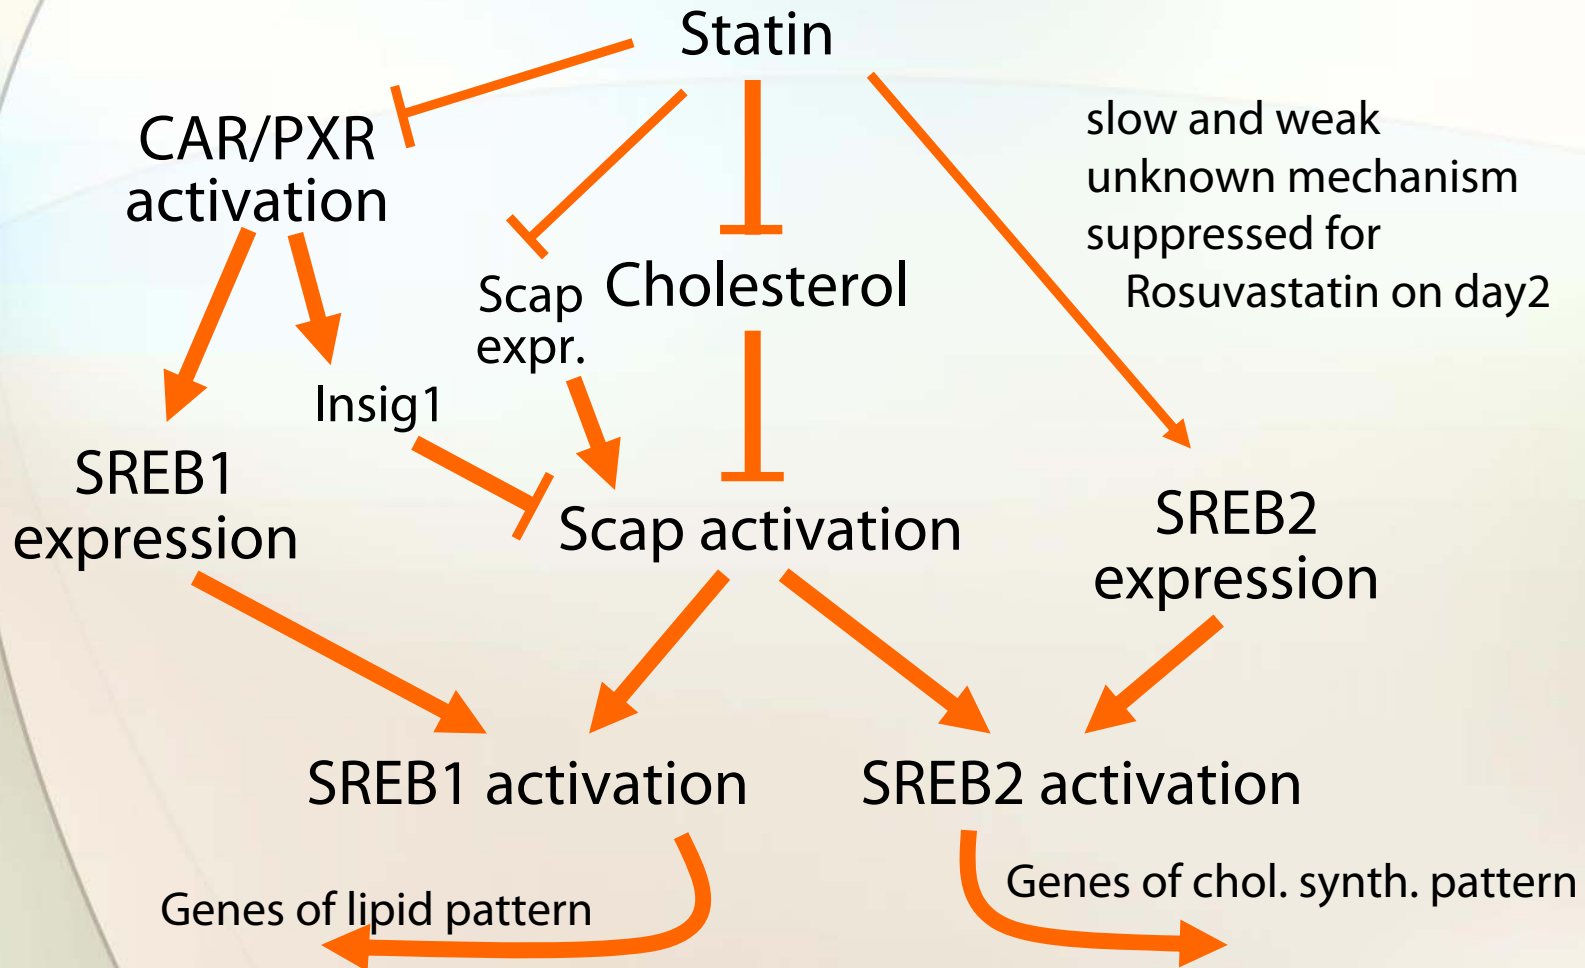 Statin
CAR/PXR
activation
slow and weak
unknown mechanism
suppressed for
Rosuvastatin on day2
Scap
expr.
Cholesterol
Insig1
SREB1
expression
Scap activation
SREB2
expression
SREB1 activation
SREB2 activation
Genes of lipid pattern
Genes of chol. synth. pattern